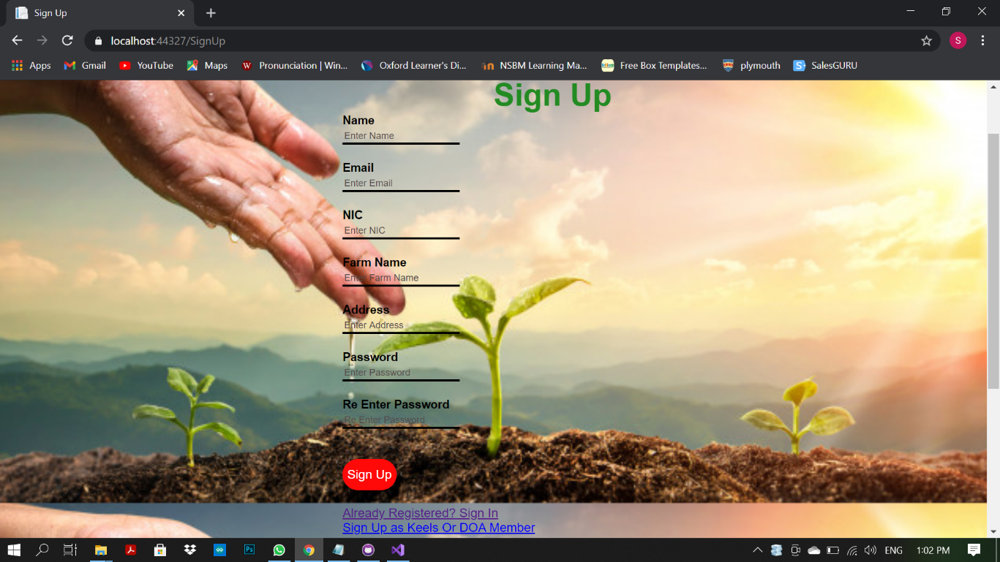 Sign Up
localhost:44327/SignUp
S
Apps Gmail YouTube Maps W Pronunciation | Win... Oxford Learner's Di... NSBM Learning Ma... Free Box Templates... plymouth S SalesGURU
Sign Up
Name
Enter Name
Email
Enter Email
NIC
Enter NIC
Farm Name
Enter Farm Name
Address
Enter Address
Password
Enter Password
Re Enter Password
Re Enter Password
Sign Up
Already Registered? Sign In
Sign Up as Keels Or DOA Member
Ps ENG 1:02 PM